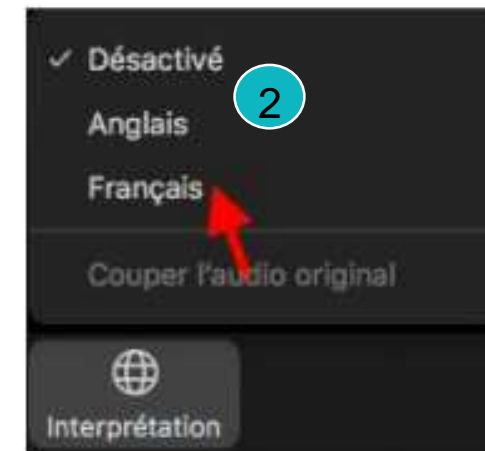 ✓ Désactivé
2
Anglais
Français
Couper l'audio original
Interprétation